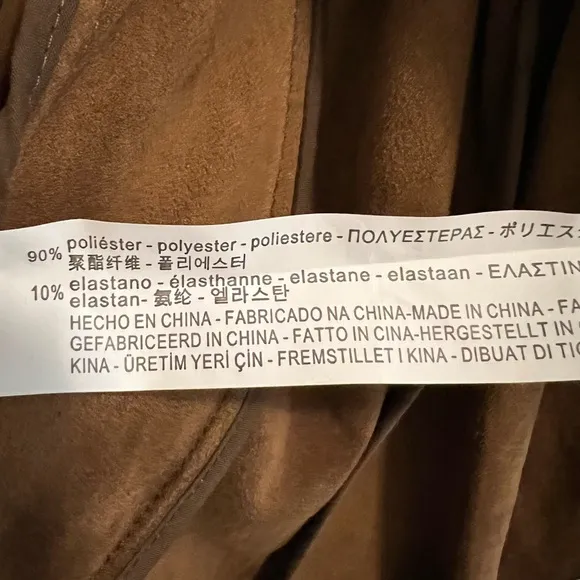 90% poliéster - polyester - poliestere - ΠΟΛΥΕΣΤΕΡΑΣ - ポリエス
聚酯纤维 - 폴리에스터
10% elastano - élasthanne - elastane - elastaan - ΕΛΑΣΤΙΝ
elastan - 氨纶 - 엘라스탄
HECHO EN CHINA - FABRICADO NA CHINA-MADE IN CHINA - FA
GEFABRICEERD IN CHINA - FATTO IN CINA-HERGESTELLT IN
KINA - ÜRETİM YERİ ÇİN - FREMSTILLET I KINA - DIBUAT DI TIO